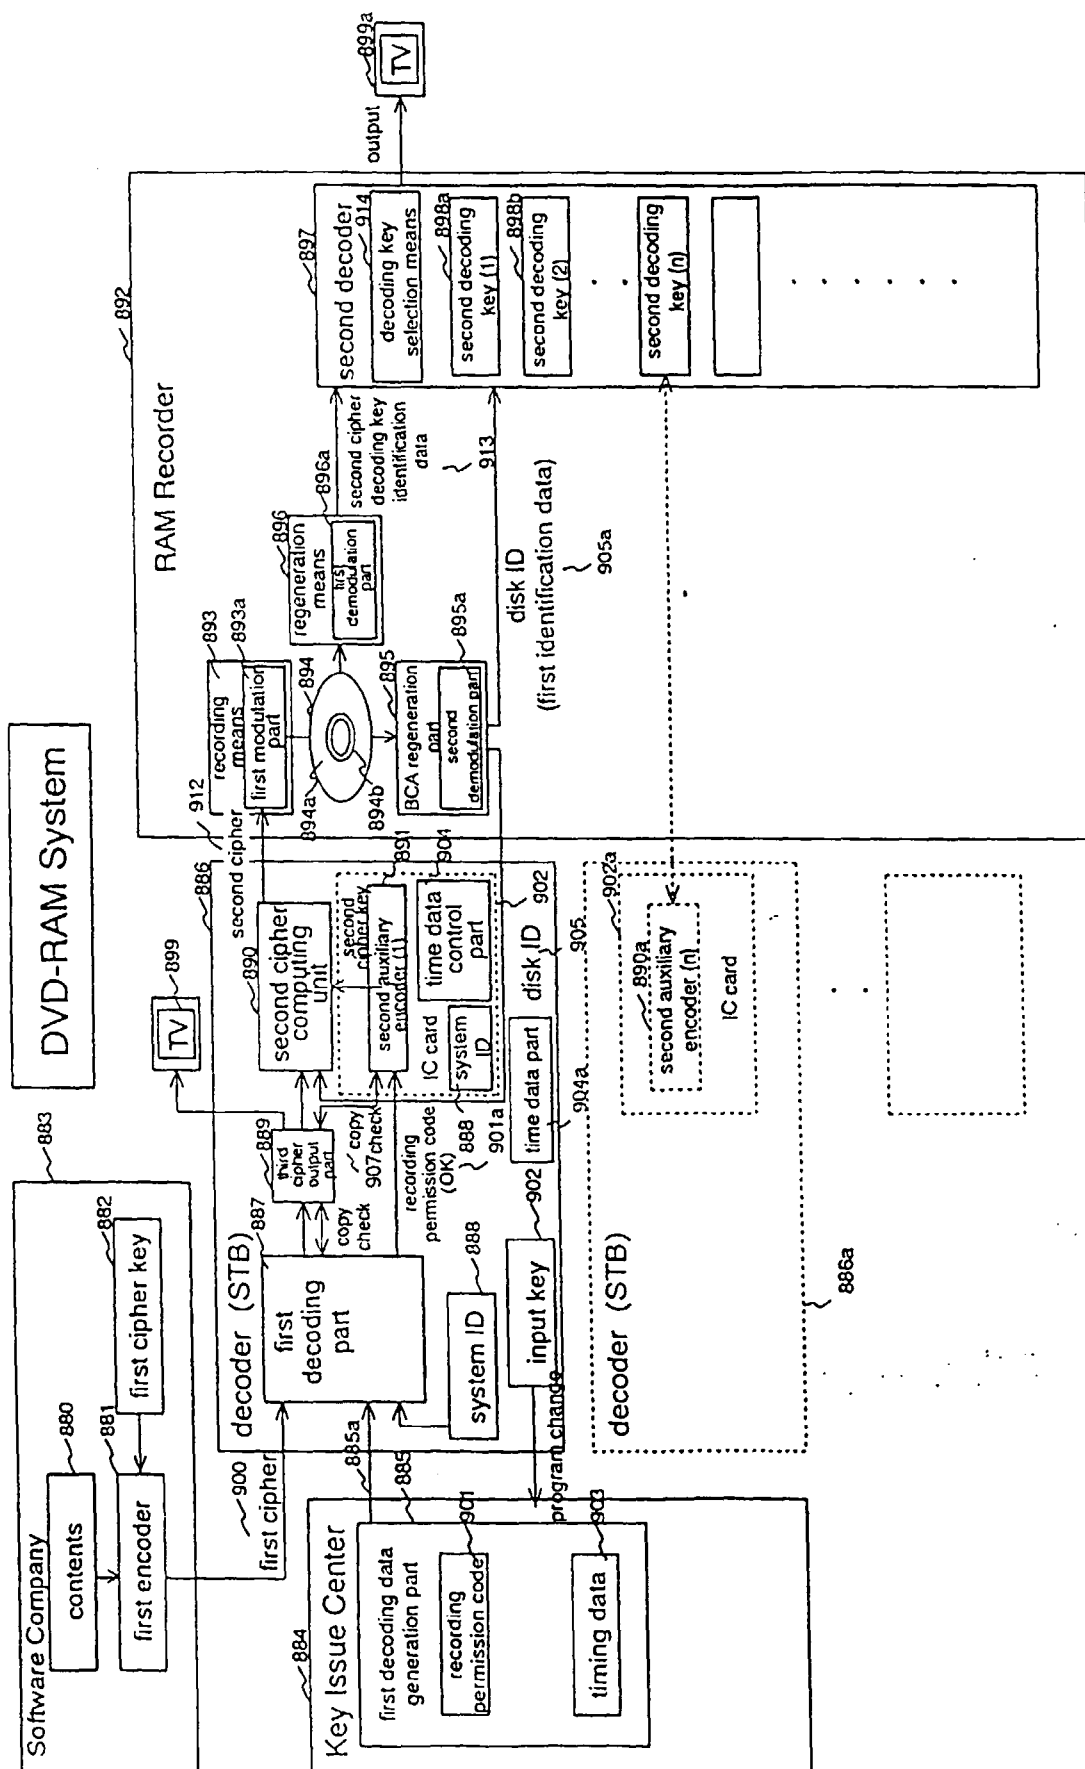 DVD-RAM System
Software Company
883
contents
880
first encoder
881
first cipher key
882
900
first cipher
Key Issue Center
884
first decoding data
generation part
885
885a
recording
permission code
901
timing data
903
program change
decoder (STB)
886
first
decoding
part
887
system ID
888
input key
902
copy
check
third
cipher
output
part
889
TV
899
second cipher
computing
unit
890
second cipher
912
second cipher key
891
second auxiliary
encoder (1)
copy
check
907
recording
permission code
(OK)
901a
IC card
system
ID
888
time data
control
part
904
902
time data part
904a
disk ID
905
decoder (STB)
886a
902a
890a
second auxiliary
encoder (n)
IC card
RAM Recorder
892
recording
means
893
first modulation
part
893a
894
894a
894b
BCA regeneration
part
895
second
demodulation part
895a
regeneration
means
896
first
demodulation
part
896a
second cipher
decoding key
identification
data
913
disk ID
(first identification data)
905a
second decoder
897
decoding key
selection means
914
second decoding
key (1)
898a
second decoding
key (2)
898b
second decoding
key (n)
output
TV
899a